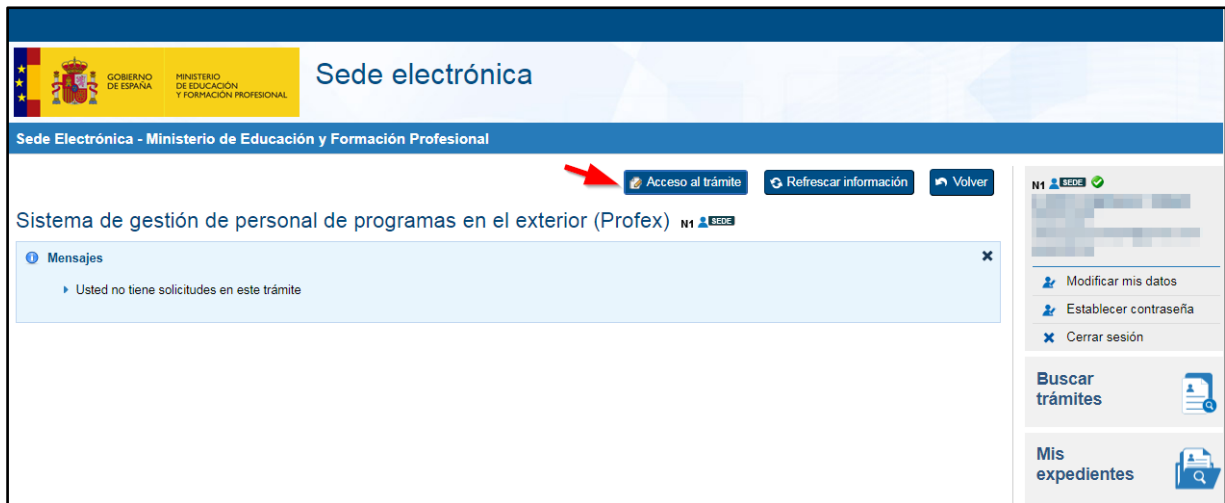 GOBIERNO
DE ESPAÑA
MINISTERIO
DE EDUCACIÓN
Y FORMACIÓN PROFESIONAL
Sede electrónica
Sede Electrónica - Ministerio de Educación y Formación Profesional
Acceso al trámite
Refrescar información
Volver
Sistema de gestión de personal de programas en el exterior (Profex) N1 SEDE
Mensajes
Usted no tiene solicitudes en este trámite
N1 SEDE
Modificar mis datos
Establecer contraseña
Cerrar sesión
Buscar
trámites
Mis
expedientes